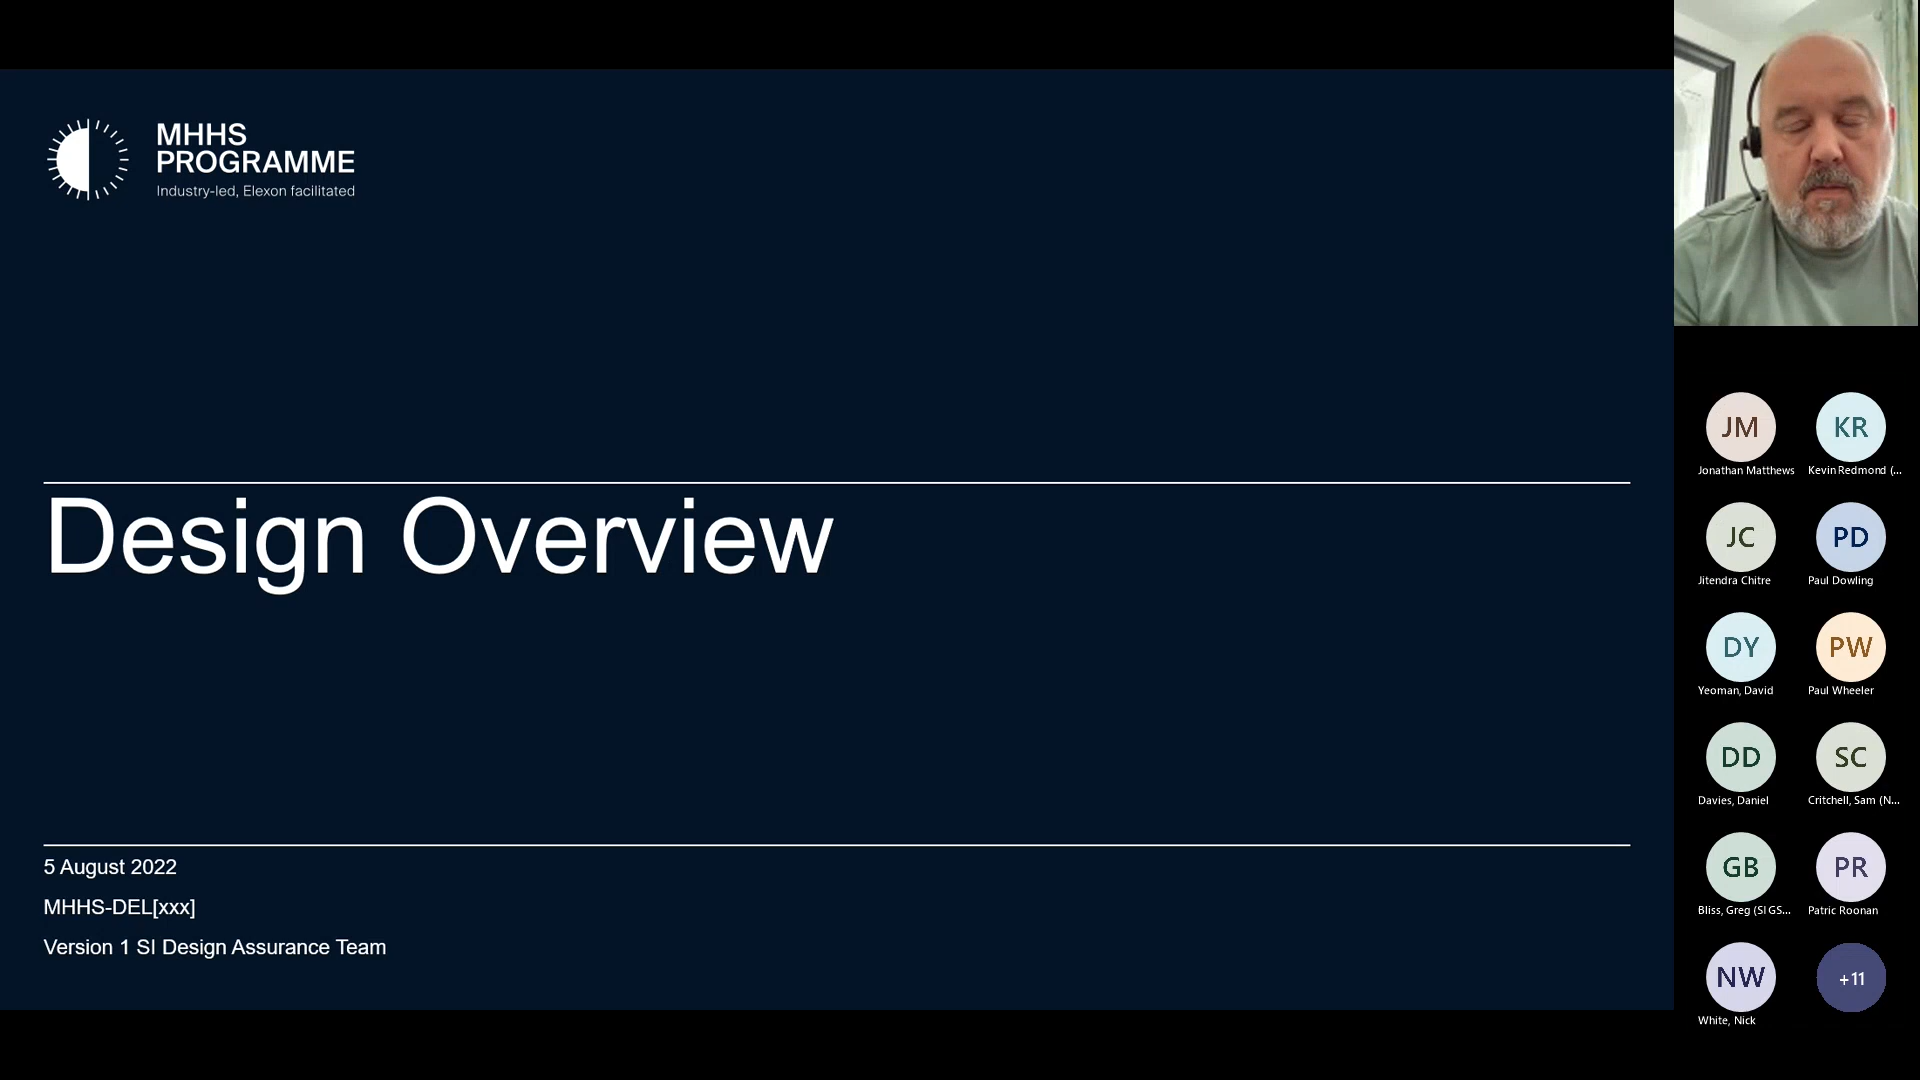 MHHS
PROGRAMME
Industry-led, Elexon facilitated
Design Overview
5 August 2022
MHHS-DEL[xxx]
Version 1 SI Design Assurance Team
JM
KR
Jonathan Matthews
Kevin Redmond (...
JC
PD
Jitendra Chitre
Paul Dowling
DY
PW
Yeoman, David
Paul Wheeler
DD
SC
Davies, Daniel
Critchell, Sam (N...
GB
PR
Bliss, Greg (SI GS...
Patric Roonan
NW
+11
White, Nick